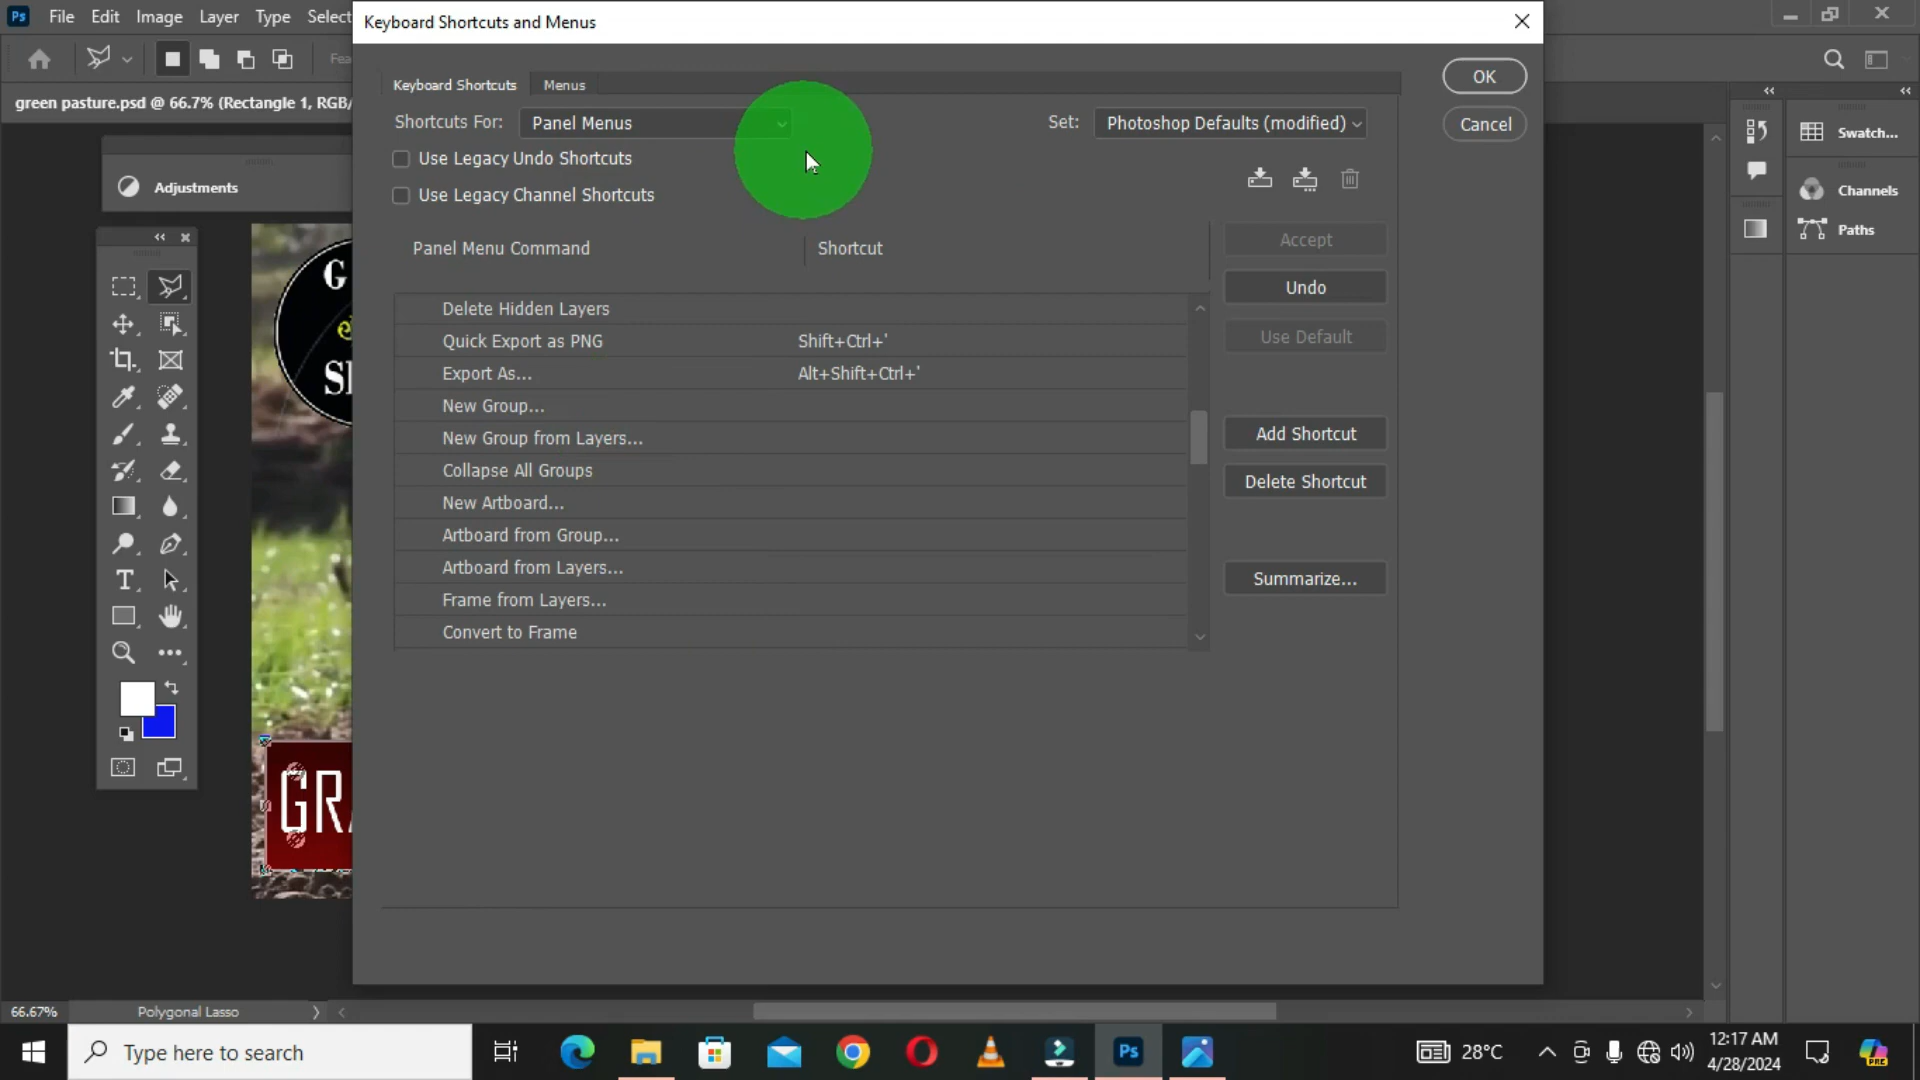 Ps File Edit Image Layer Type Select
Keyboard Shortcuts and Menus
green pasture.psd @ 66.7% (Rectangle 1, RGB/
Adjustments
Keyboard Shortcuts Menus
Shortcuts For: Panel Menus
Set: Photoshop Defaults (modified)
Use Legacy Undo Shortcuts
Use Legacy Channel Shortcuts
OK
Cancel
Panel Menu Command Shortcut
Delete Hidden Layers
Quick Export as PNG Shift+Ctrl+'
Export As... Alt+Shift+Ctrl+'
New Group...
New Group from Layers...
Collapse All Groups
New Artboard...
Artboard from Group...
Artboard from Layers...
Frame from Layers...
Convert to Frame
Accept
Undo
Use Default
Add Shortcut
Delete Shortcut
Summarize...
Swatch...
Channels
Paths
G
SI
GRA
66.67% Polygonal Lasso
Type here to search
Ps
28°C
PRE
12:17 AM
4/28/2024